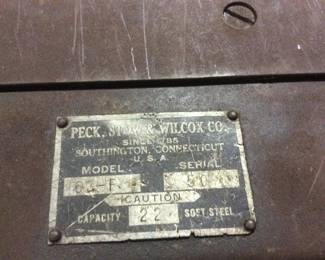 PECK, STOW & WILCOX CO.
SINCE 1785
SOUTHINGTON, CONNECTICUT
U.S.A.
MODEL SERIAL
CAUTION
CAPACITY 22 SOFT STEEL